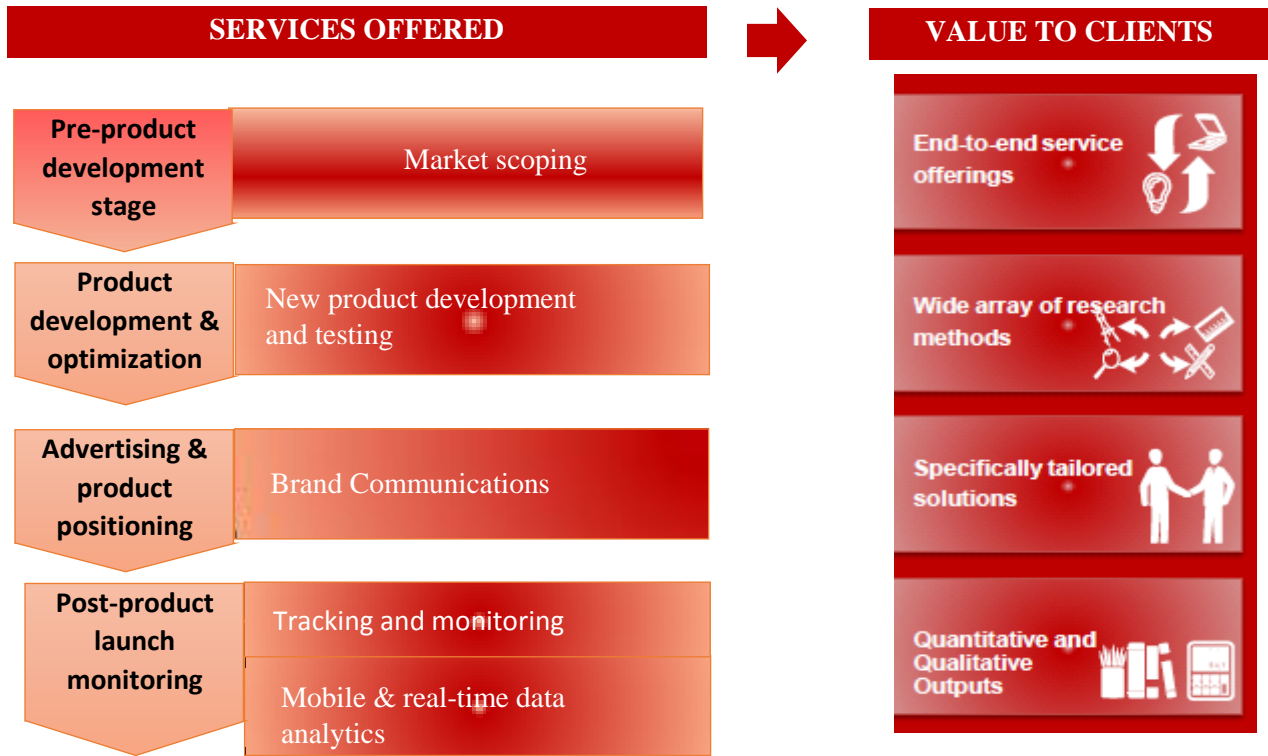 SERVICES OFFERED
VALUE TO CLIENTS
Pre-product
development
stage
Market scoping
Product
development &
optimization
New product development
and testing
Advertising &
product
positioning
Brand Communications
Post-product
launch
monitoring
Tracking and monitoring
Mobile & real-time data
analytics
End-to-end service
offerings
Wide array of research
methods
Specifically tailored
solutions
Quantitative and
Qualitative
Outputs